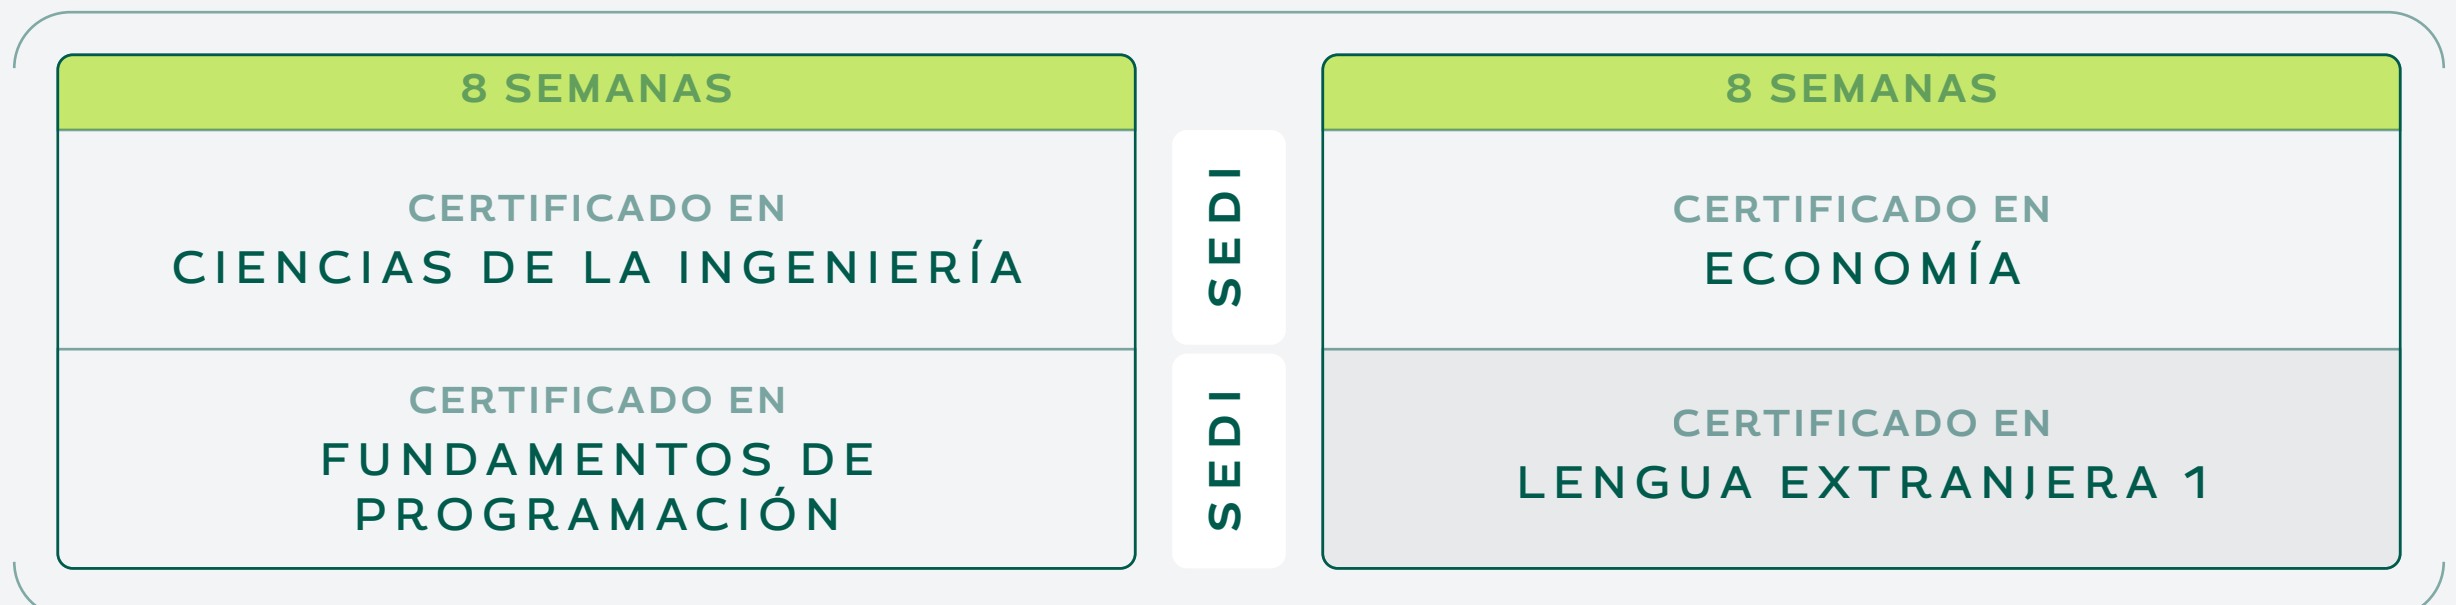 8 SEMANAS
CERTIFICADO EN
CIENCIAS DE LA INGENIERÍA
CERTIFICADO EN
FUNDAMENTOS DE
PROGRAMACIÓN
SEDI
SEDI
8 SEMANAS
CERTIFICADO EN
ECONOMÍA
CERTIFICADO EN
LENGUA EXTRANJERA 1